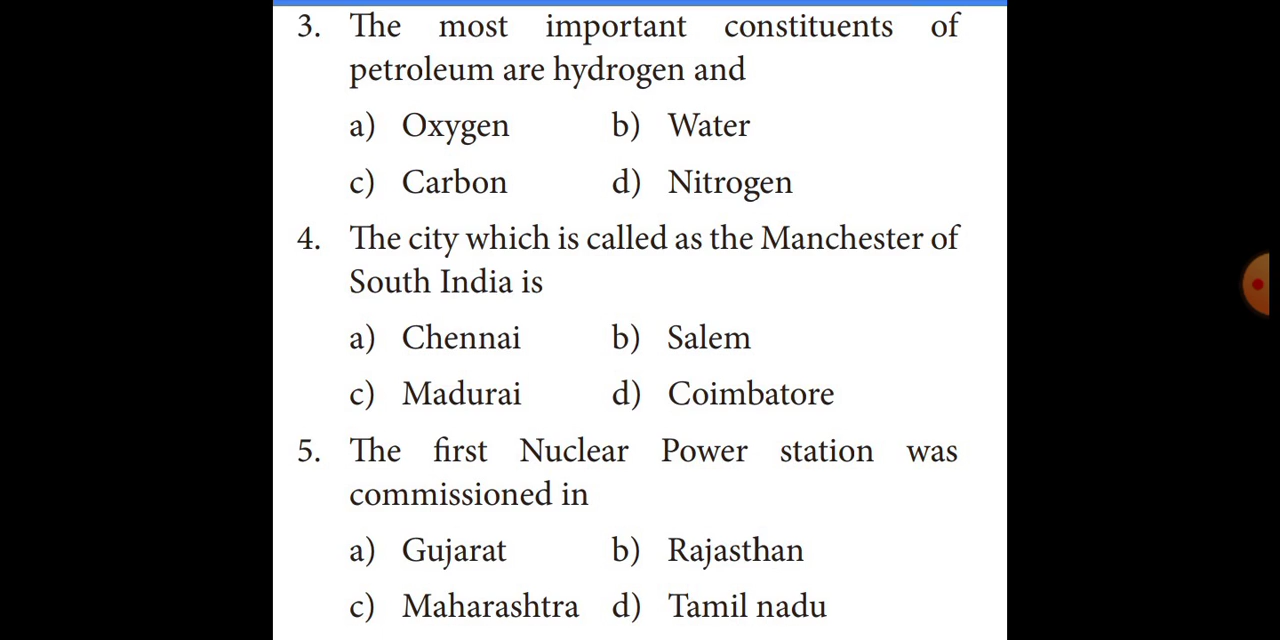 3. The most important constituents of
petroleum are hydrogen and
a) Oxygen b) Water
c) Carbon d) Nitrogen
4. The city which is called as the Manchester of
South India is
a) Chennai b) Salem
c) Madurai d) Coimbatore
5. The first Nuclear Power station was
commissioned in
a) Gujarat b) Rajasthan
c) Maharashtra d) Tamil nadu